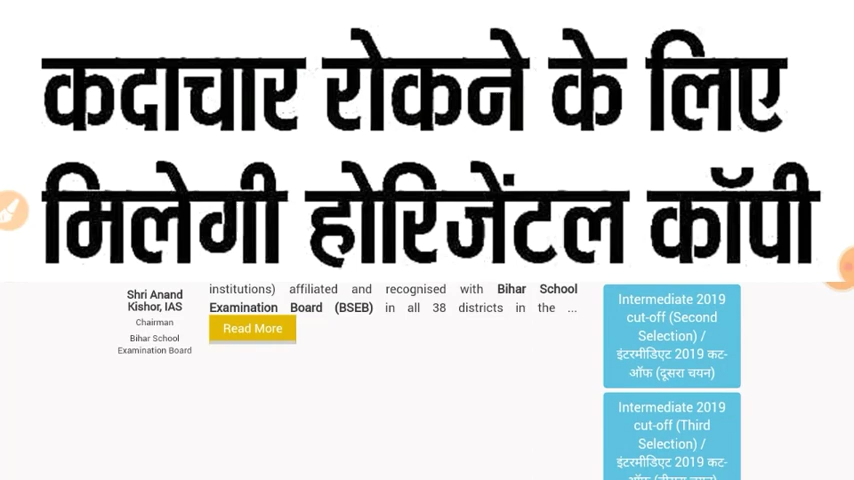 कदाचार रोकने के लिए
मिलेगी होरिजेंटल कॉपी
Shri Anand
Kishor, IAS
Chairman
Bihar School
Examination Board
institutions) affiliated and recognised with Bihar School
Examination Board (BSEB) in all 38 districts in the ...
Read More
Intermediate 2019
cut-off (Second
Selection) /
इंटरमीडिएट 2019 कट-
ऑफ (दूसरा चयन)
Intermediate 2019
cut-off (Third
Selection) /
इंटरमीडिएट 2019 कट-